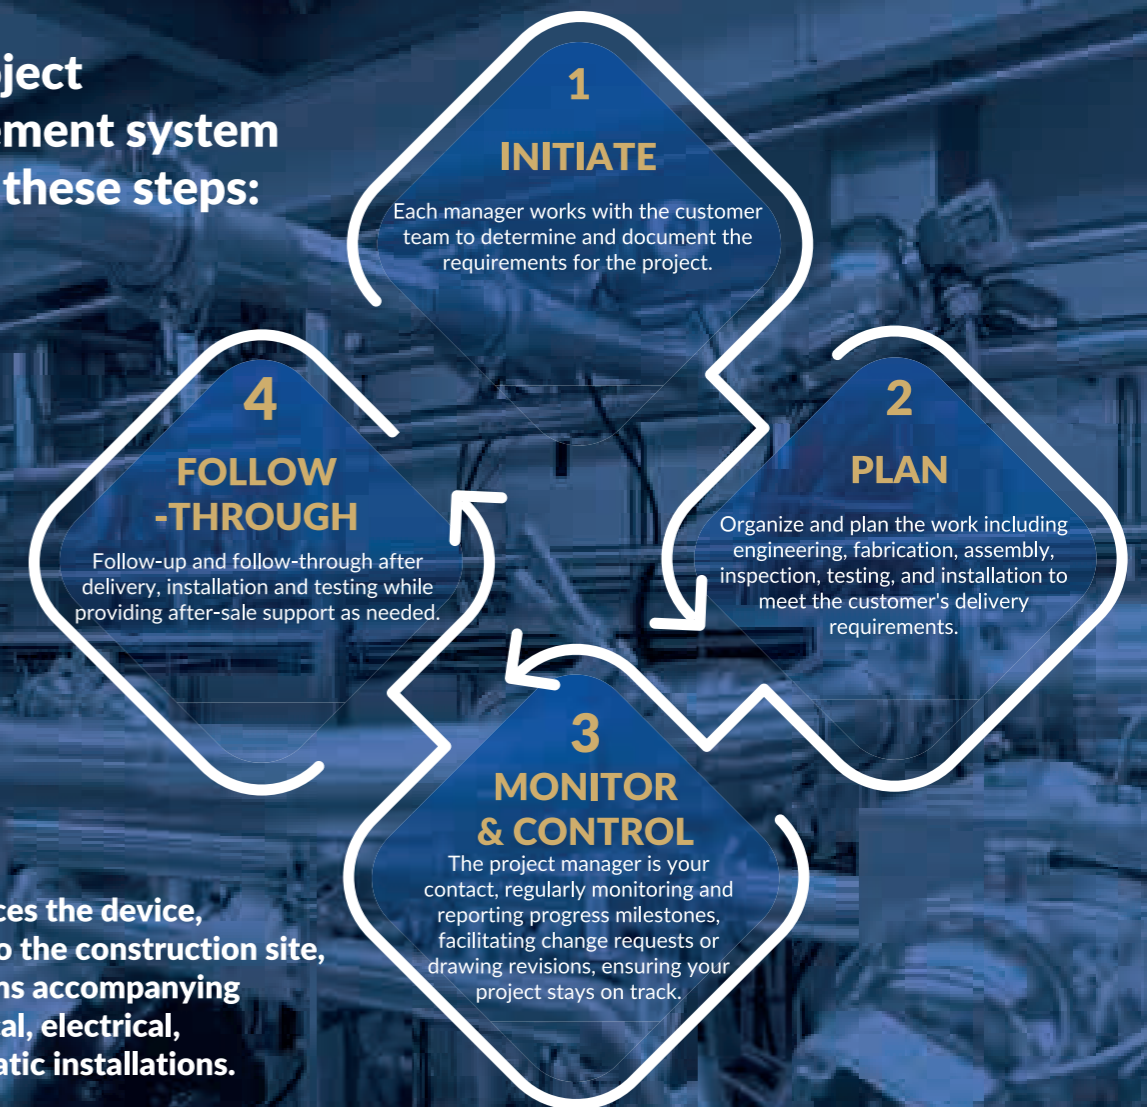 ject
ement system
these steps:
1
INITIATE
Each manager works with the customer
team to determine and document the
requirements for the project.
2
PLAN
Organize and plan the work including
engineering, fabrication, assembly,
inspection, testing, and installation to
meet the customer's delivery
requirements.
3
MONITOR
& CONTROL
The project manager is your
contact, regularly monitoring and
reporting progress milestones,
facilitating change requests or
drawing revisions, ensuring your
project stays on track.
4
FOLLOW
-THROUGH
Follow-up and follow-through after
delivery, installation and testing while
providing after-sale support as needed.
ces the device,
o the construction site,
ns accompanying
al, electrical,
atic installations.